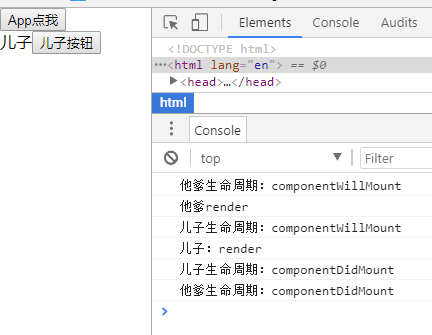 App点我
儿子 儿子按钮
Elements Console Audits
<!DOCTYPE html>
···<html lang="en"> == $0
▶<head>…</head>
html
Console
top ▼ Filter
他爹生命周期：componentWillMount
他爹render
儿子生命周期：componentWillMount
儿子：render
儿子生命周期：componentDidMount
他爹生命周期：componentDidMount
>